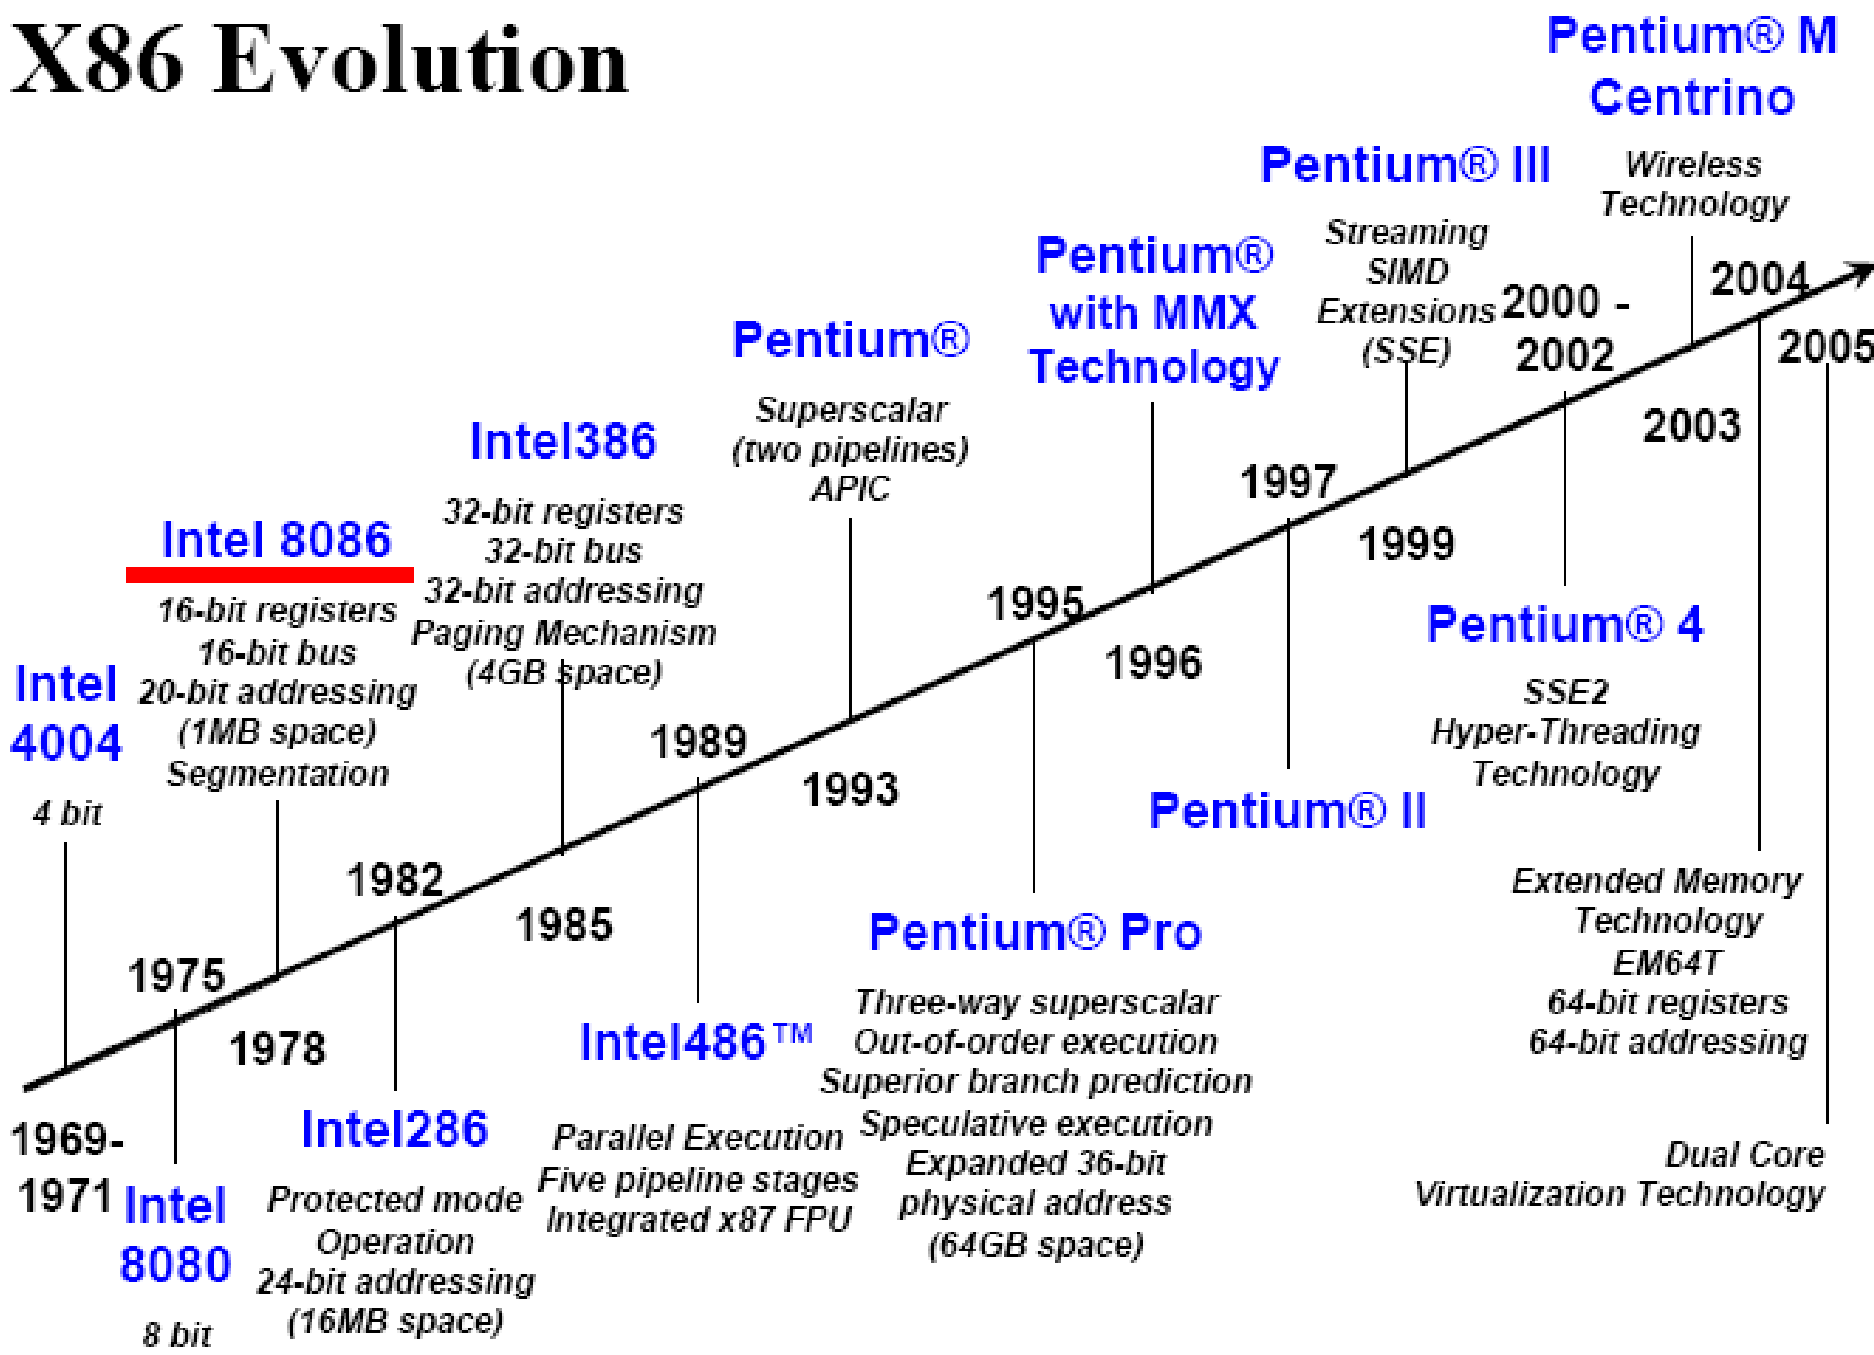 X86 Evolution
Pentium® M
Centrino
Wireless
Technology
Pentium® III
Streaming
SIMD
Extensions
(SSE)
Pentium®
with MMX
Technology
Pentium®
Superscalar
(two pipelines)
APIC
Intel386
32-bit registers
32-bit bus
32-bit addressing
Paging Mechanism
(4GB space)
Intel 8086
16-bit registers
16-bit bus
20-bit addressing
(1MB space)
Segmentation
Intel
4004
4 bit
1969-
1971
1975
1978
1982
1985
1989
1993
1995
1996
1997
1999
2000 -
2002
2003
2004
2005
Intel
8080
8 bit
Intel286
Protected mode
Operation
24-bit addressing
(16MB space)
Intel486™
Parallel Execution
Five pipeline stages
Integrated x87 FPU
Pentium® Pro
Three-way superscalar
Out-of-order execution
Superior branch prediction
Speculative execution
Expanded 36-bit
physical address
(64GB space)
Pentium® II
Pentium® 4
SSE2
Hyper-Threading
Technology
Extended Memory
Technology
EM64T
64-bit registers
64-bit addressing
Dual Core
Virtualization Technology